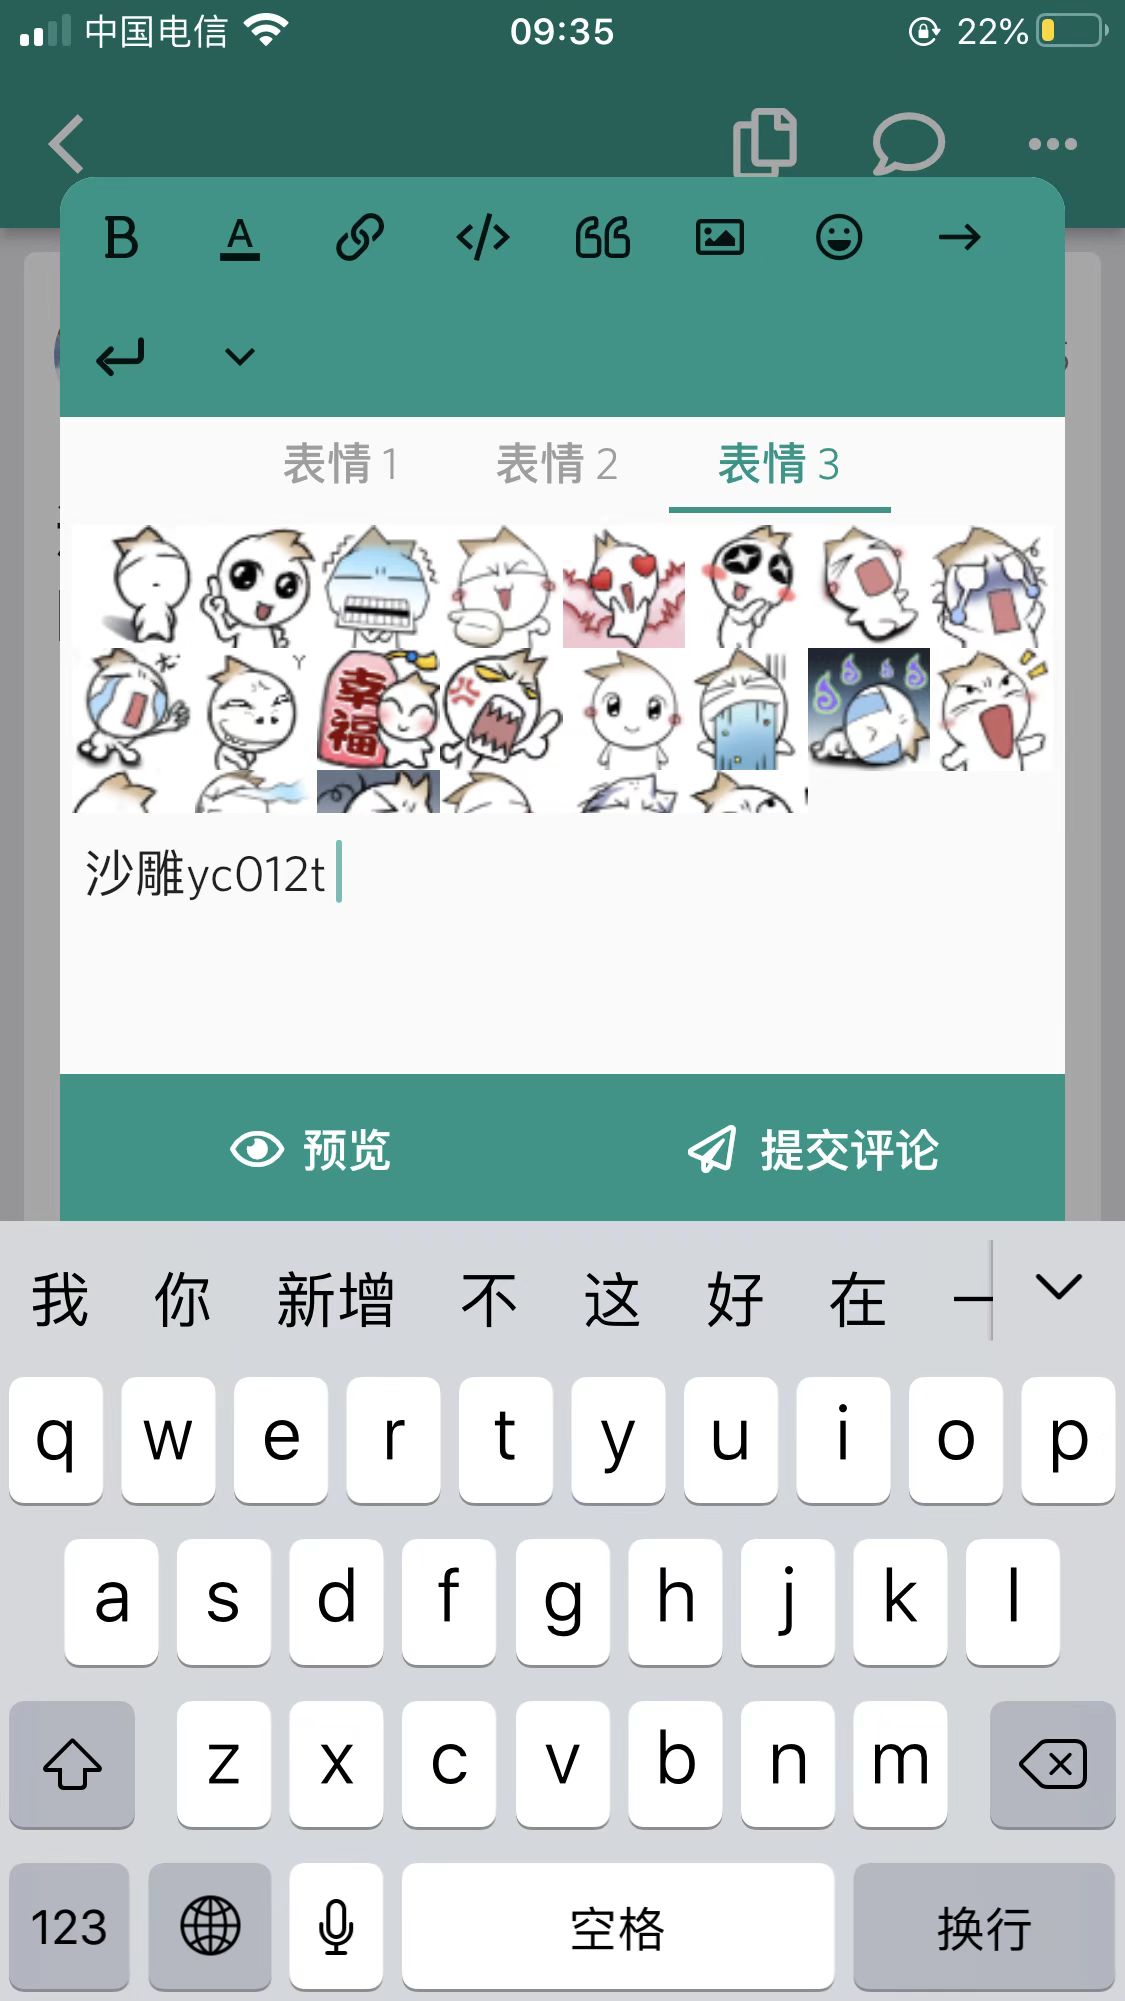 中国电信
09:35
22%
B A </>
表情 1 表情 2 表情 3
幸福
沙雕yc012t
预览 提交评论
我 你 新增 不 这 好 在 一
q w e r t y u i o p
a s d f g h j k l
z x c v b n m
123 空格 换行